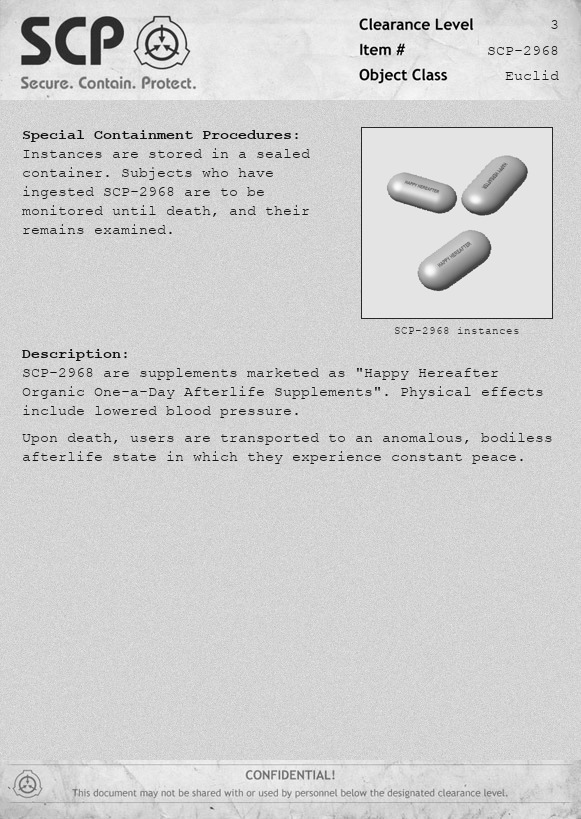 SCP
Secure. Contain. Protect.
Clearance Level 3
Item # SCP-2968
Object Class Euclid
Special Containment Procedures:
Instances are stored in a sealed
container. Subjects who have
ingested SCP-2968 are to be
monitored until death, and their
remains examined.
HAPPY HEREAFTER
HAPPY HEREAFTER
SCP-2968 instances
Description:
SCP-2968 are supplements marketed as "Happy Hereafter
Organic One-a-Day Afterlife Supplements". Physical effects
include lowered blood pressure.
Upon death, users are transported to an anomalous, bodiless
afterlife state in which they experience constant peace.
CONFIDENTIAL!
This document may not be shared with or used by personnel below the designated clearance level.